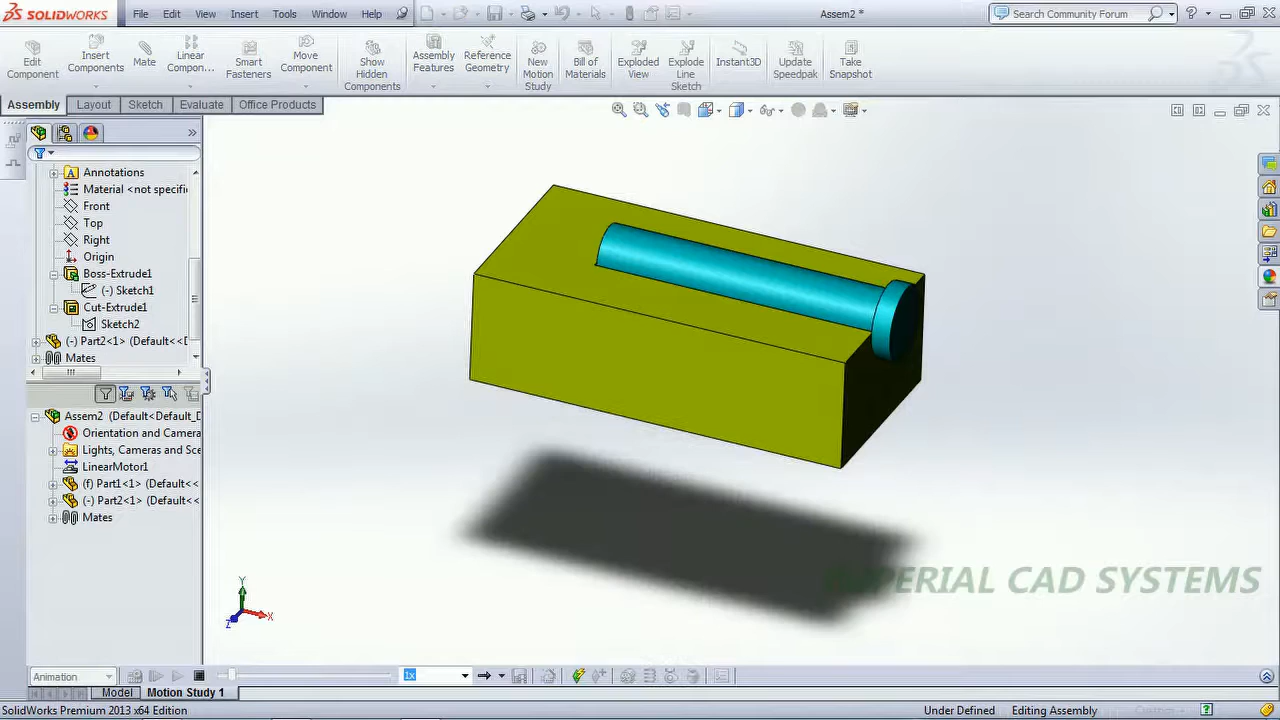 SOLIDWORKS File Edit View Insert Tools Window Help Assem2 * Search Community Forum
Edit Component
Insert Components
Mate
Linear Compon...
Smart Fasteners
Move Component
Show Hidden Components
Assembly Features
Reference Geometry
New Motion Study
Bill of Materials
Exploded View
Explode Line Sketch
Instant3D
Update Speedpak
Take Snapshot
Assembly Layout Sketch Evaluate Office Products
Annotations
Material <not specifi
Front
Top
Right
Origin
Boss-Extrude1
(-) Sketch1
Cut-Extrude1
Sketch2
(-) Part2<1> (Default<<D
Mates
Assem2 (Default<Default_D
Orientation and Camera
Lights, Cameras and Sce
LinearMotor1
(f) Part1<1> (Default<<
(-) Part2<1> (Default<<
Mates
Y
X
Z
IMPERIAL CAD SYSTEMS
Animation
1x
Model Motion Study 1
SolidWorks Premium 2013 x64 Edition Under Defined Editing Assembly Custom